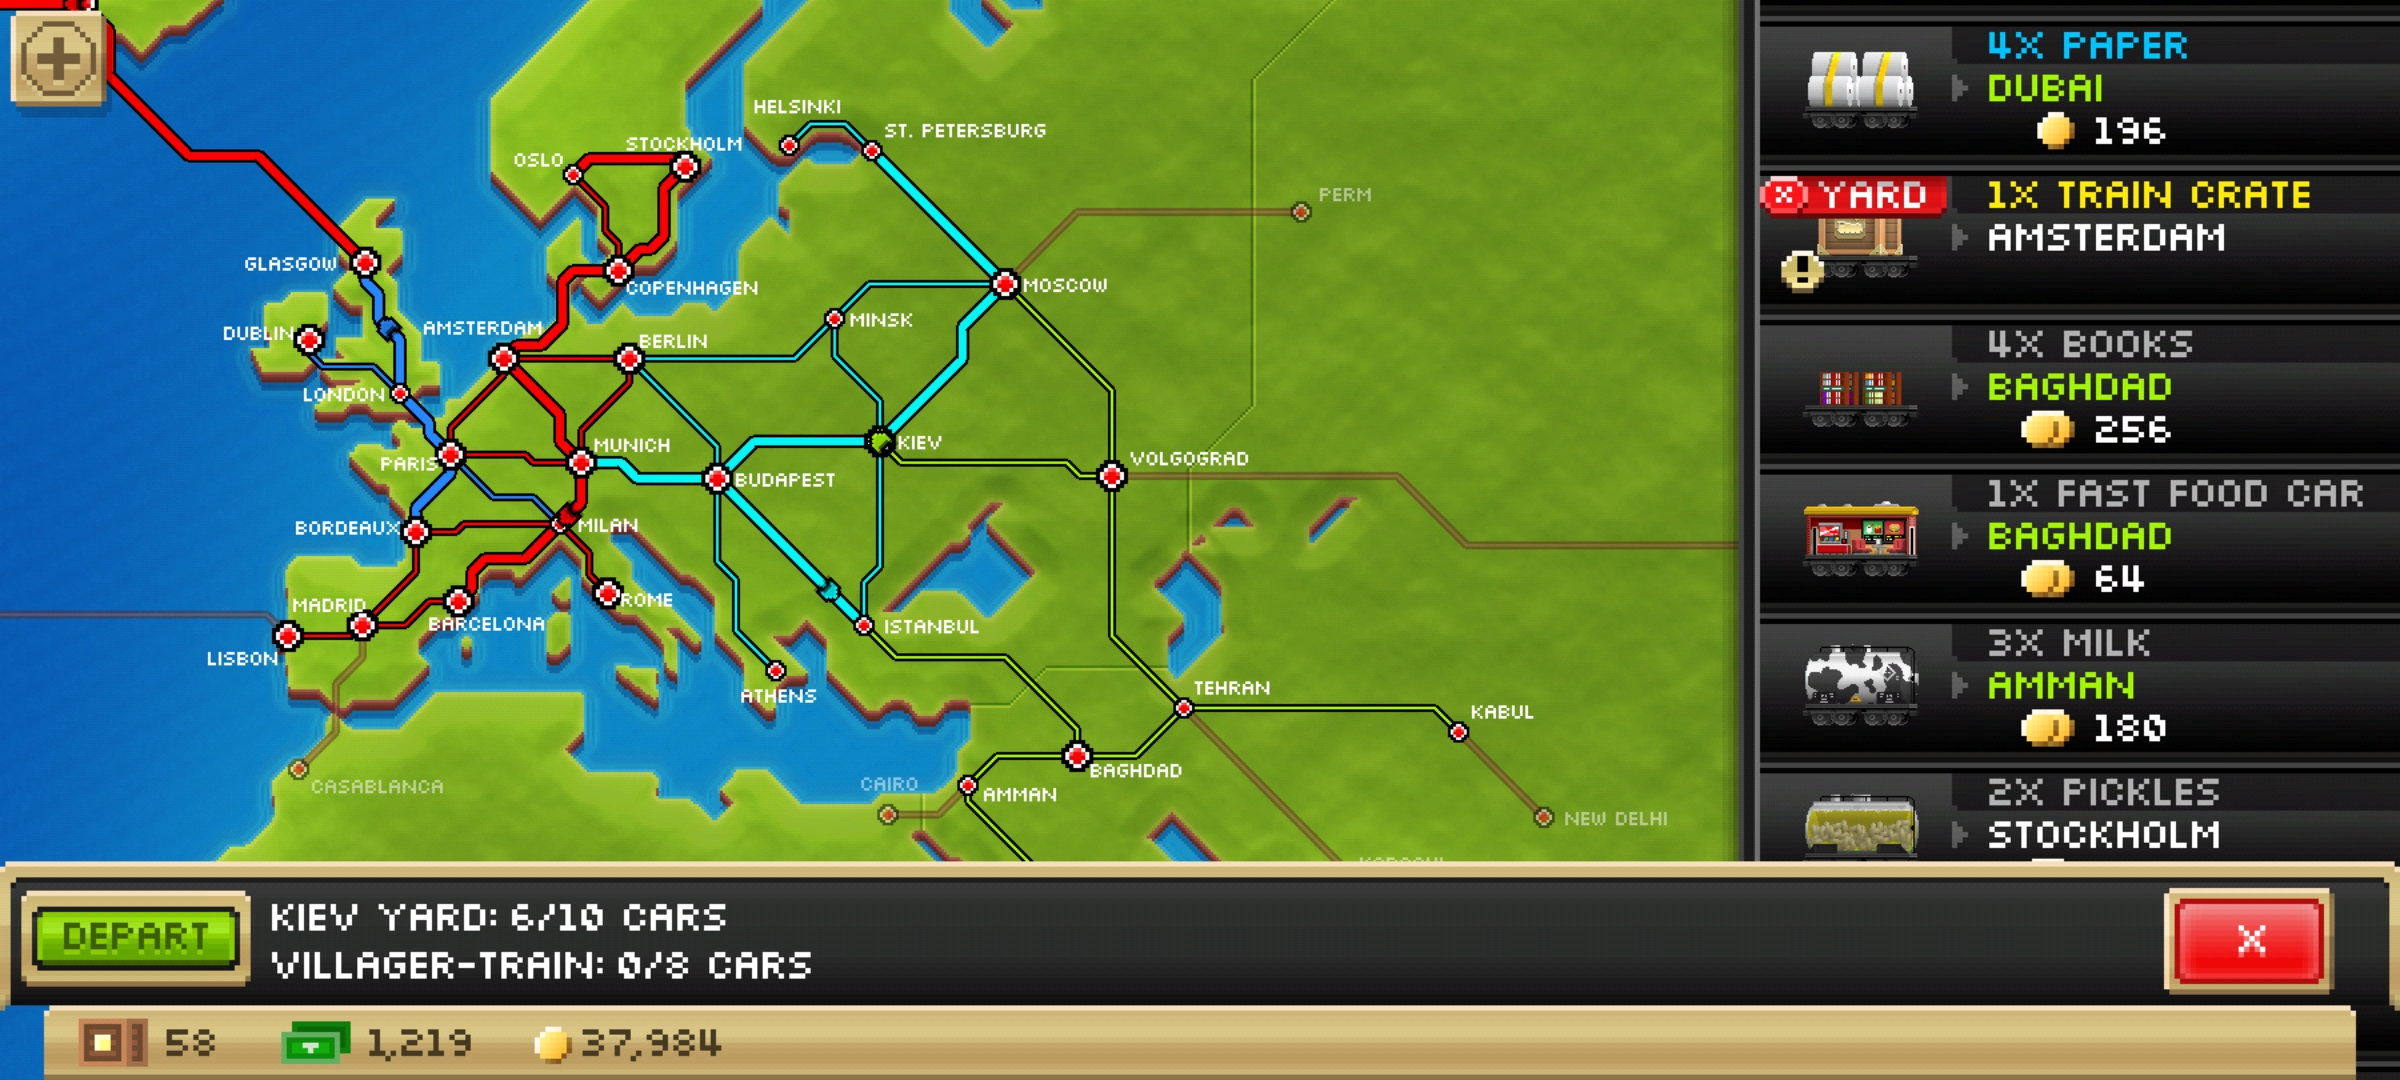 HELSINKI
ST. PETERSBURG
STOCKHOLM
OSLO
PERM
GLASGOW
COPENHAGEN
MOSCOW
DUBLIN
AMSTERDAM
BERLIN
MINSK
LONDON
PARIS
MUNICH
KIEV
BUDAPEST
VOLGOGRAD
BORDEAUX
MILAN
MADRID
BARCELONA
ROME
ISTANBUL
LISBON
ATHENS
TEHRAN
KABUL
CASABLANCA
CAIRO
AMMAN
BAGHDAD
NEW DELHI
4X PAPER
DUBAI
196
YARD
1X TRAIN CRATE
AMSTERDAM
4X BOOKS
BAGHDAD
256
1X FAST FOOD CAR
BAGHDAD
64
3X MILK
AMMAN
180
2X PICKLES
STOCKHOLM
DEPART
KIEV YARD: 6/10 CARS
VILLAGER-TRAIN: 0/8 CARS
X
58
1,219
37,984